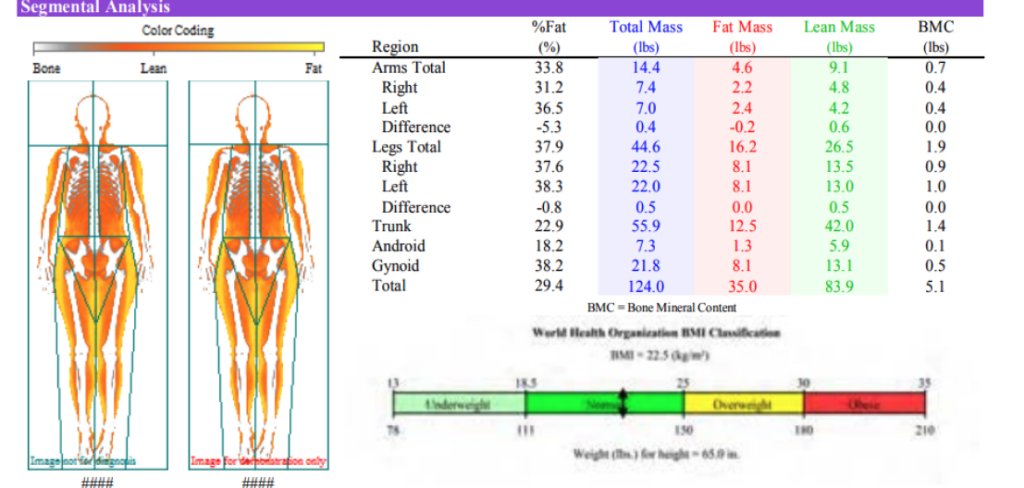 Segmental Analysis
Color Coding
Bone Lean Fat
%Fat Total Mass Fat Mass Lean Mass BMC
Region (%) (lbs) (lbs) (lbs) (lbs)
Arms Total 33.8 14.4 4.6 9.1 0.7
Right 31.2 7.4 2.2 4.8 0.4
Left 36.5 7.0 2.4 4.2 0.4
Difference -5.3 0.4 -0.2 0.6 0.0
Legs Total 37.9 44.6 16.2 26.5 1.9
Right 37.6 22.5 8.1 13.5 0.9
Left 38.3 22.0 8.1 13.0 1.0
Difference -0.8 0.5 0.0 0.5 0.0
Trunk 22.9 55.9 12.5 42.0 1.4
Android 18.2 7.3 1.3 5.9 0.1
Gynoid 38.2 21.8 8.1 13.1 0.5
Total 29.4 124.0 35.0 83.9 5.1
BMC = Bone Mineral Content
World Health Organization BMI Classification
BMI = 22.5 (kg/m²)
13 18.5 25 30 35
Underweight Normal Overweight Obese
78 111 150 180 210
Weight (lbs.) for height = 65.0 in.
Image not for diagnosis
Image for demonstration only
####
####